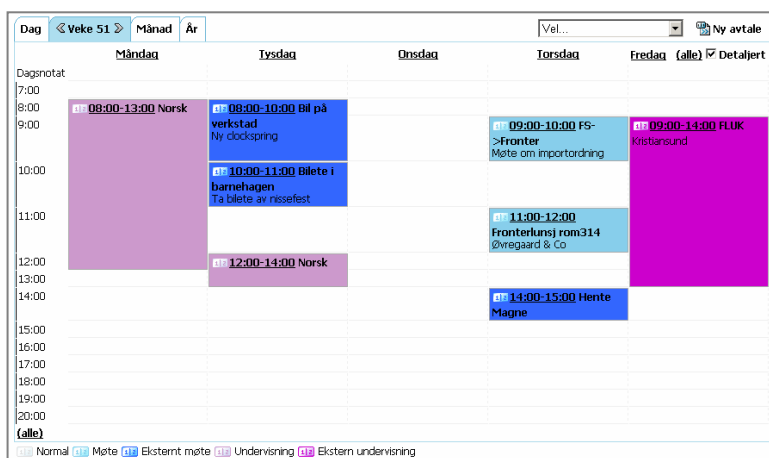 Dag « Veke 51 » Månad År Vel... Ny avtale
Måndag Tysdag Onsdag Torsdag Fredag (alle) Detaljert
Dagsnotat
7:00
8:00
08:00-13:00 Norsk
08:00-10:00 Bil på
verkstad
Ny clockspring
9:00
09:00-10:00 FS-
>Fronter
Møte om importordning
09:00-14:00 FLUK
Kristiansund
10:00
10:00-11:00 Bilete i
barnehagen
Ta bilete av nissefest
11:00
11:00-12:00
Fronterlunsj rom314
Øvregaard & Co
12:00
12:00-14:00 Norsk
13:00
14:00
14:00-15:00 Hente
Magne
15:00
16:00
17:00
18:00
19:00
20:00
(alle)
Normal Møte Eksternt møte Undervisning Ekstern undervisning